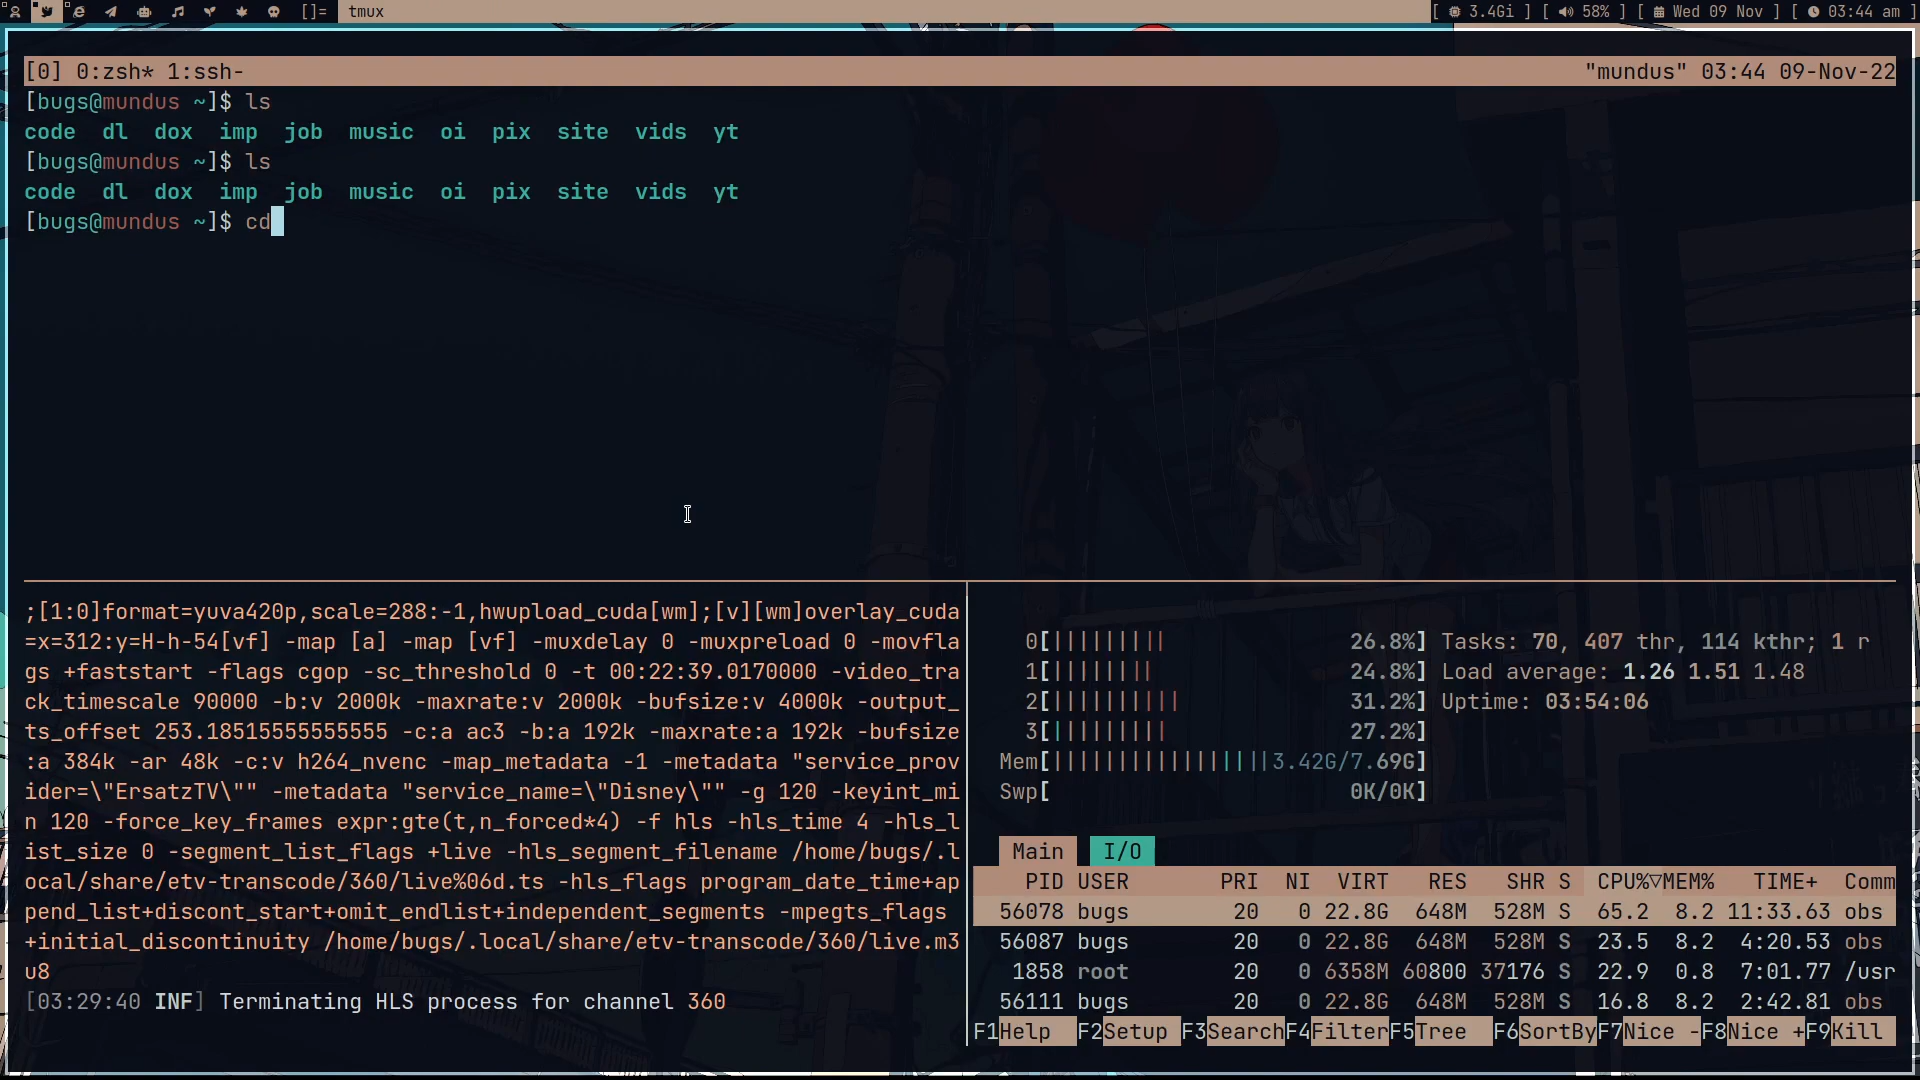 []= tmux [ 3.4Gi ] [ 58% ] [ Wed 09 Nov ] [ 03:44 am ]
[0] 0:zsh* 1:ssh- "mundus" 03:44 09-Nov-22
[bugs@mundus ~]$ ls
code dl dox imp job music oi pix site vids yt
[bugs@mundus ~]$ ls
code dl dox imp job music oi pix site vids yt
[bugs@mundus ~]$ cd
;[1:0]format=yuva420p,scale=288:-1,hwupload_cuda[wm];[v][wm]overlay_cuda
=x=312:y=H-h-54[vf] -map [a] -map [vf] -muxdelay 0 -muxpreload 0 -movfla
gs +faststart -flags cgop -sc_threshold 0 -t 00:22:39.0170000 -video_tra
ck_timescale 90000 -b:v 2000k -maxrate:v 2000k -bufsize:v 4000k -output_
ts_offset 253.18515555555555 -c:a ac3 -b:a 192k -maxrate:a 192k -bufsize
:a 384k -ar 48k -c:v h264_nvenc -map_metadata -1 -metadata "service_prov
ider=\"ErsatzTV\"" -metadata "service_name=\"Disney\"" -g 120 -keyint_mi
n 120 -force_key_frames expr:gte(t,n_forced*4) -f hls -hls_time 4 -hls_l
ist_size 0 -segment_list_flags +live -hls_segment_filename /home/bugs/.l
ocal/share/etv-transcode/360/live%06d.ts -hls_flags program_date_time+ap
pend_list+discont_start+omit_endlist+independent_segments -mpegts_flags
+initial_discontinuity /home/bugs/.local/share/etv-transcode/360/live.m3
u8
[03:29:40 INF] Terminating HLS process for channel 360
0[|||||||||| 26.8%] Tasks: 70, 407 thr, 114 kthr; 1 r
1[||||||||| 24.8%] Load average: 1.26 1.51 1.48
2[||||||||||| 31.2%] Uptime: 03:54:06
3[|||||||||| 27.2%]
Mem[|||||||||||||||||3.42G/7.69G]
Swp[ 0K/0K]
Main I/O
PID USER PRI NI VIRT RES SHR S CPU%▽MEM% TIME+ Comm
56078 bugs 20 0 22.8G 648M 528M S 65.2 8.2 11:33.63 obs
56087 bugs 20 0 22.8G 648M 528M S 23.5 8.2 4:20.53 obs
1858 root 20 0 6358M 60800 37176 S 22.9 0.8 7:01.77 /usr
56111 bugs 20 0 22.8G 648M 528M S 16.8 8.2 2:42.81 obs
F1Help F2Setup F3SearchF4FilterF5Tree F6SortByF7Nice -F8Nice +F9Kill